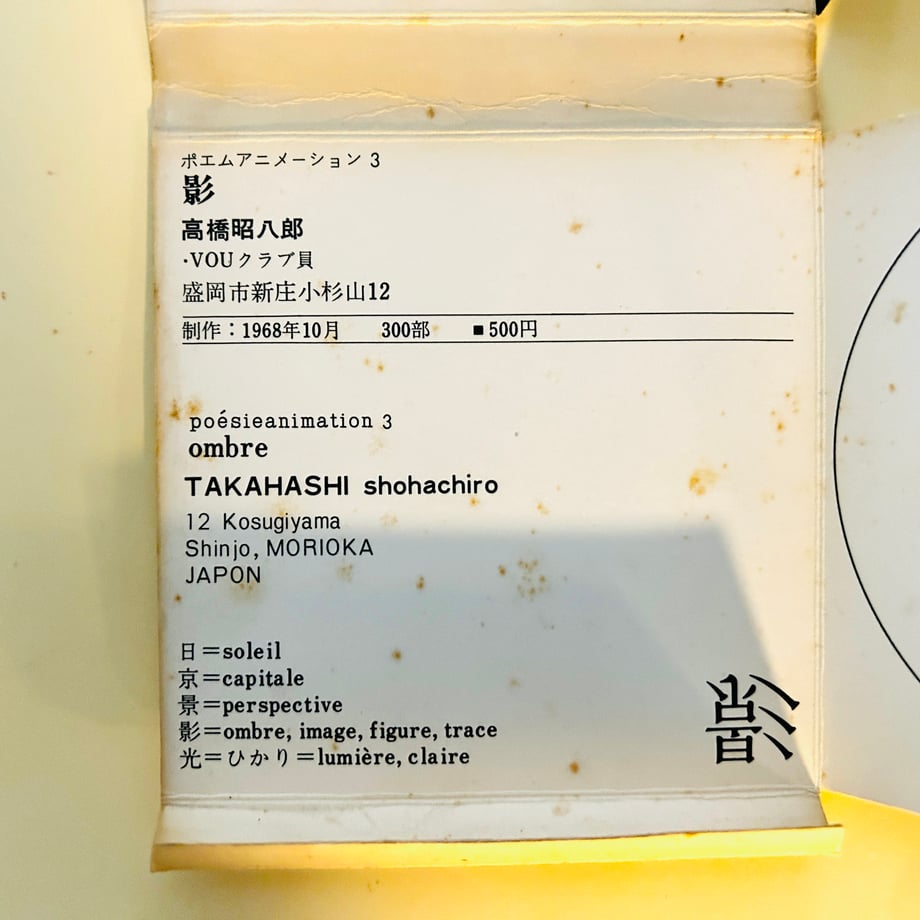 ポエムアニメーション 3
影
高橋昭八郎
・VOUクラブ員
盛岡市新庄小杉山12
制作：1968年10月　300部　■500円
poésieanimation 3
ombre
TAKAHASHI shohachiro
12 Kosugiyama
Shinjo, MORIOKA
JAPON
日＝soleil
京＝capitale
景＝perspective
影＝ombre, image, figure, trace
光＝ひかり＝lumière, claire
影